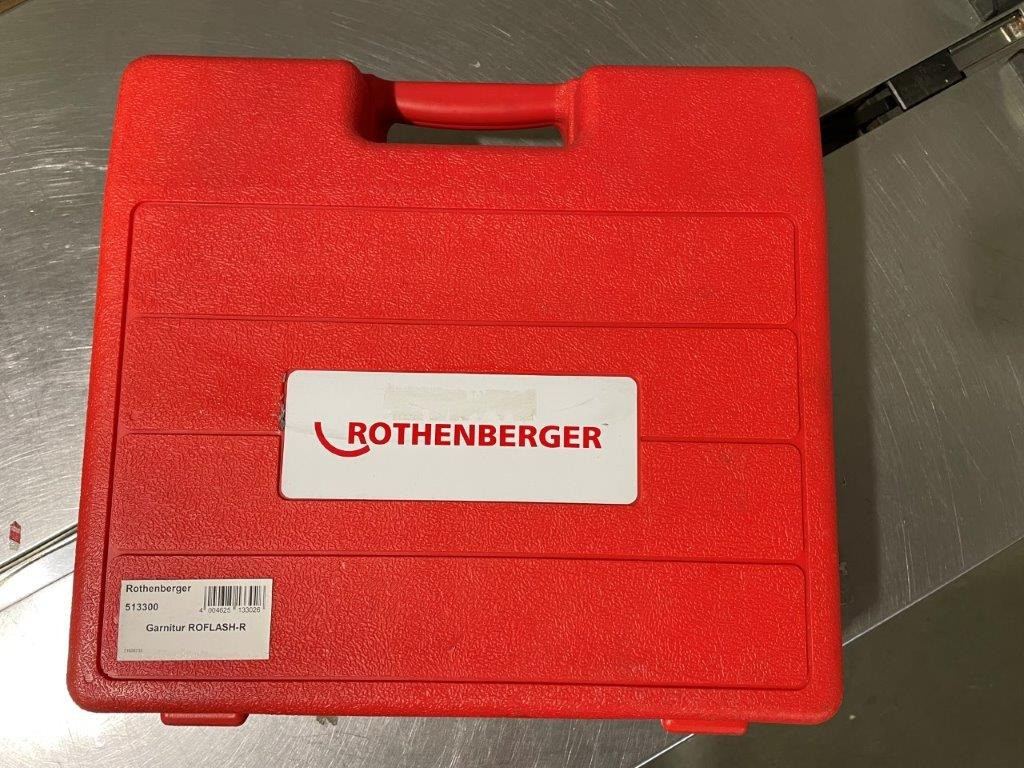 ROTHENBERGER
Rothenberger
513300
4 004625 133026
Garnitur ROFLASH-R